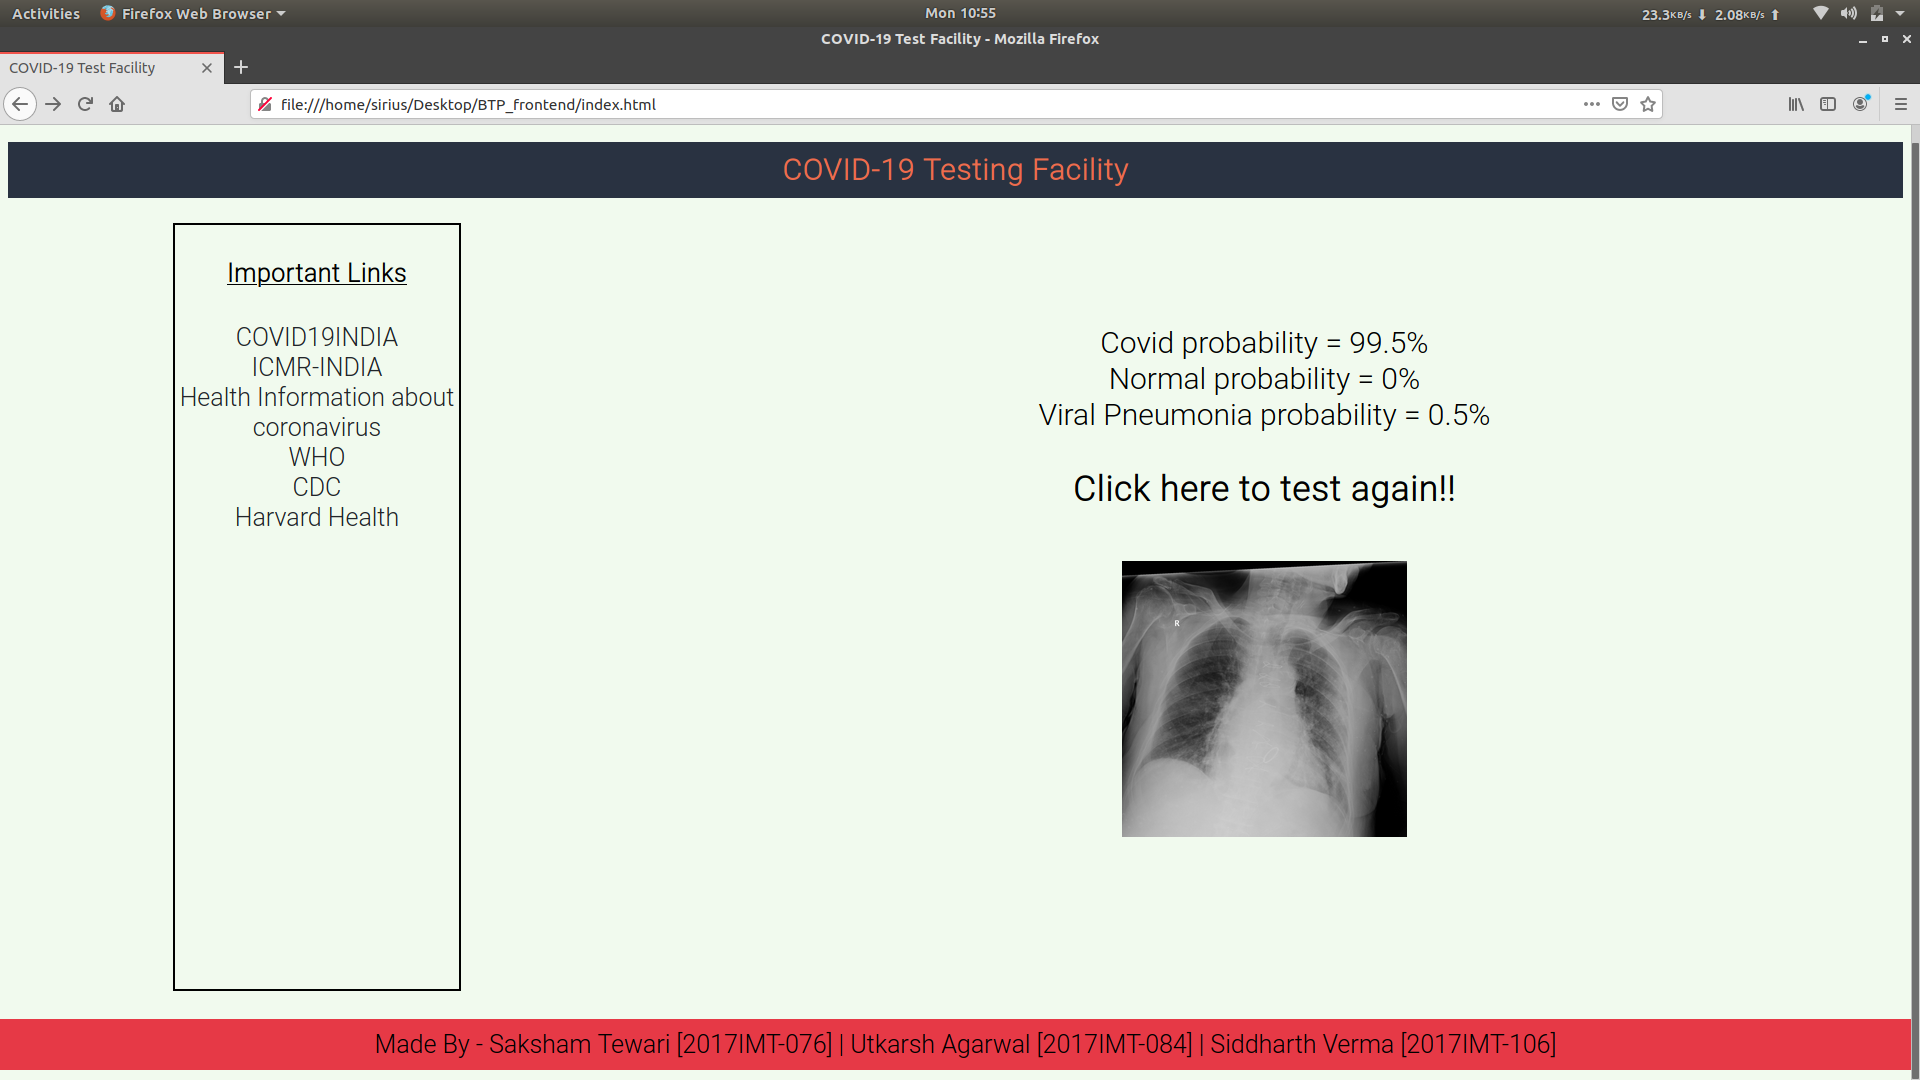 Activities
Firefox Web Browser
Mon 10:55
23.3KB/s 2.08KB/s
COVID-19 Test Facility - Mozilla Firefox
COVID-19 Test Facility
file:///home/sirius/Desktop/BTP_frontend/index.html
COVID-19 Testing Facility
Important Links
COVID19INDIA
ICMR-INDIA
Health Information about
coronavirus
WHO
CDC
Harvard Health
Covid probability = 99.5%
Normal probability = 0%
Viral Pneumonia probability = 0.5%
Click here to test again!!
R
Made By - Saksham Tewari [2017IMT-076] | Utkarsh Agarwal [2017IMT-084] | Siddharth Verma [2017IMT-106]